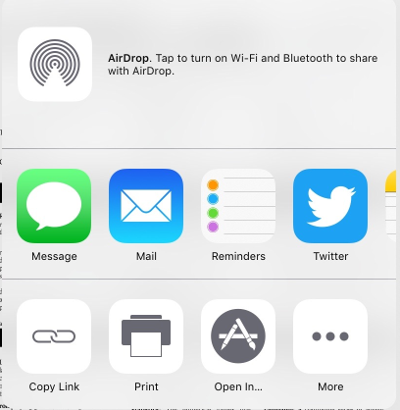 AirDrop. Tap to turn on Wi-Fi and Bluetooth to share
with AirDrop.
Message
Mail
Reminders
Twitter
Copy Link
Print
Open In...
More